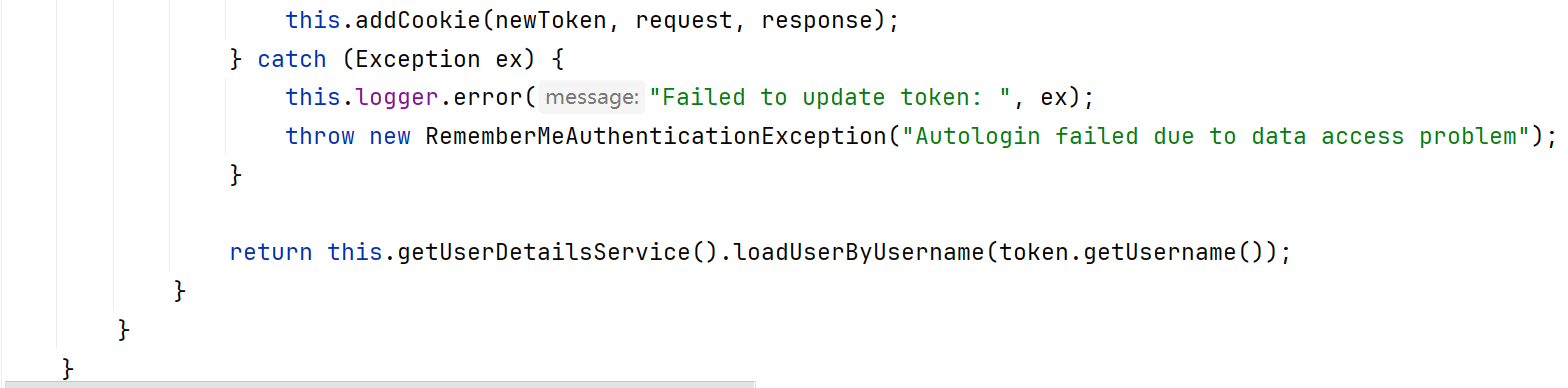 this.addCookie(newToken, request, response);
} catch (Exception ex) {
this.logger.error( message: "Failed to update token: ", ex);
throw new RememberMeAuthenticationException("Autologin failed due to data access problem");
}
return this.getUserDetailsService().loadUserByUsername(token.getUsername());
}
}
}